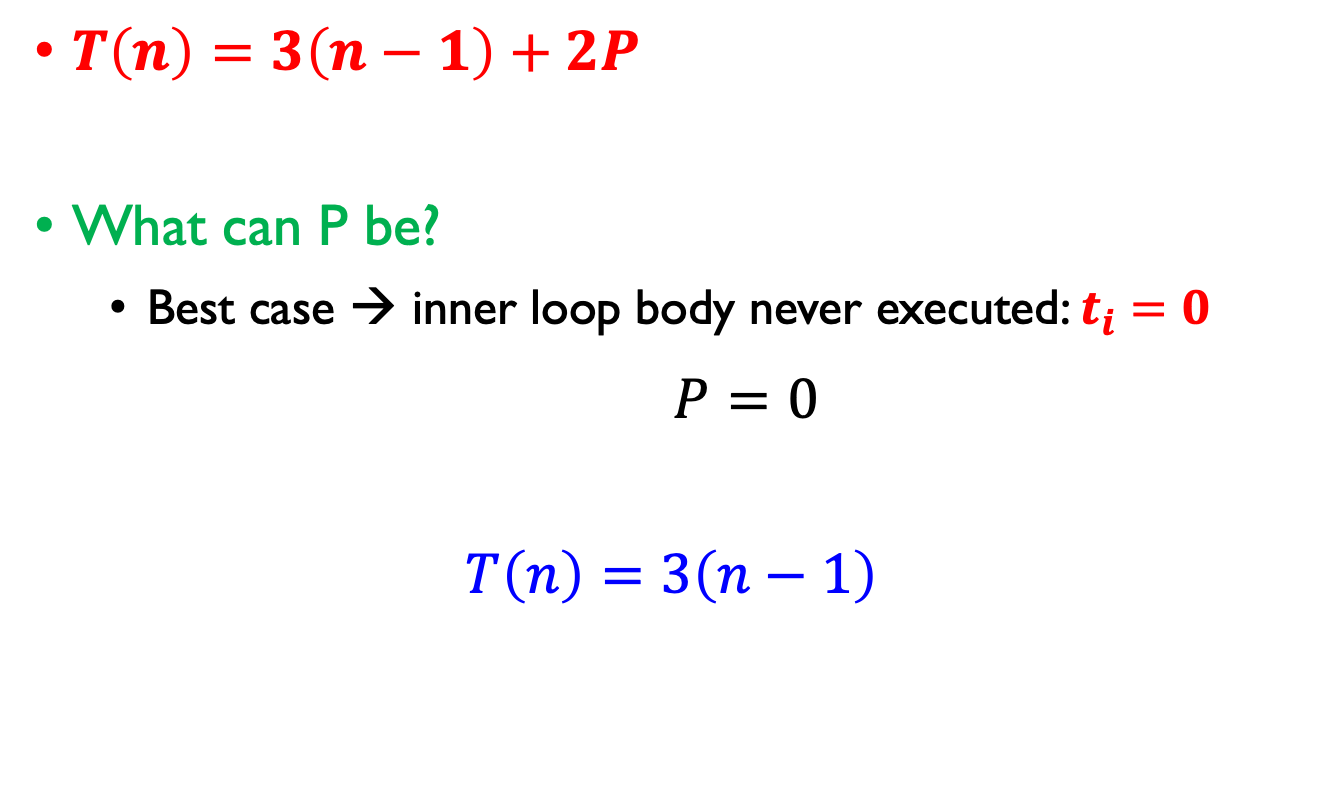 • T(n) = 3(n − 1) + 2P
• What can P be?
• Best case → inner loop body never executed: tᵢ = 0
P = 0
T(n) = 3(n − 1)